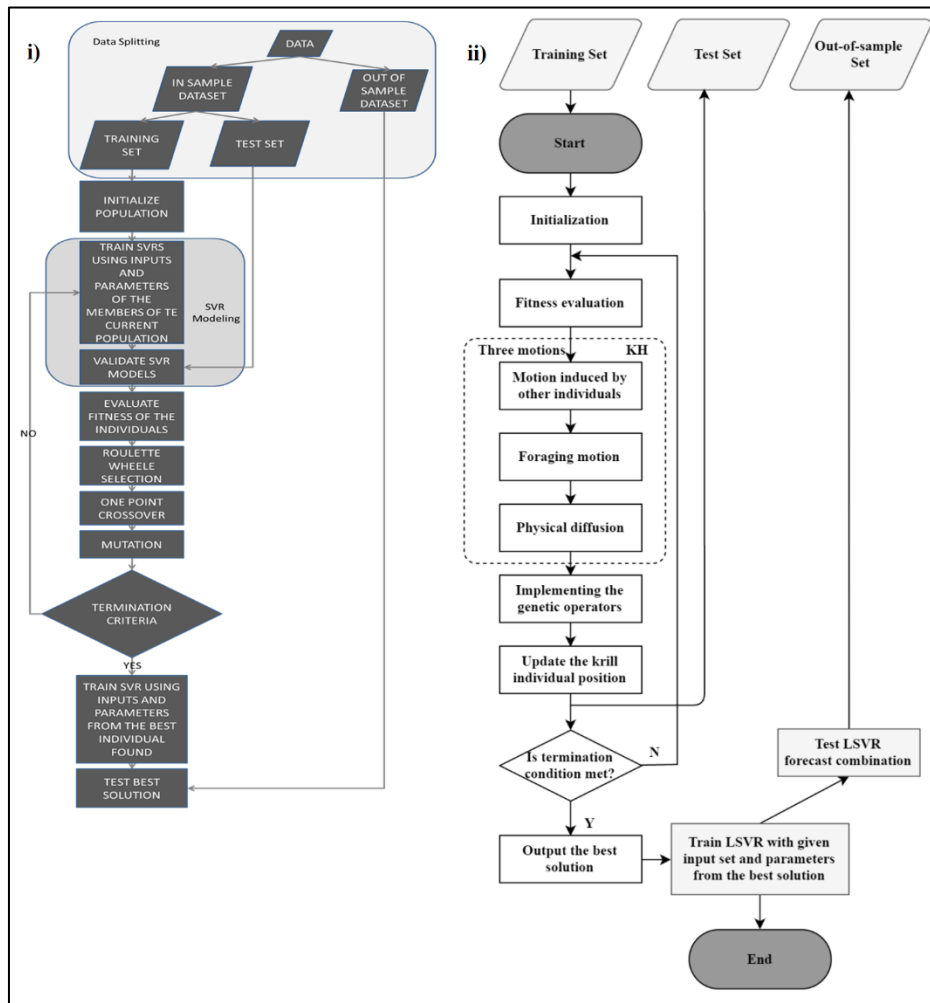 i)
Data Splitting
DATA
IN SAMPLE
DATASET
OUT OF
SAMPLE
DATASET
TRAINING
SET
TEST SET
INITIALIZE
POPULATION
TRAIN SVRS
USING INPUTS
AND
PARAMETERS
OF THE
MEMBERS OF TE
CURRENT
POPULATION
SVR
Modeling
VALIDATE SVR
MODELS
EVALUATE
FITNESS OF THE
INDIVIDUALS
NO
ROULETTE
WHEELE
SELECTION
ONE POINT
CROSSOVER
MUTATION
TERMINATION
CRITERIA
YES
TRAIN SVR USING
INPUTS AND
PARAMETERS
FROM THE BEST
INDIVIDUAL
FOUND
TEST BEST
SOLUTION
ii)
Training Set
Test Set
Out-of-sample
Set
Start
Initialization
Fitness evaluation
Three motions
KH
Motion induced by
other individuals
Foraging motion
Physical diffusion
Implementing the
genetic operators
Update the krill
individual position
Is termination
condition met?
N
Y
Output the best
solution
Test LSVR
forecast combination
Train LSVR with given
input set and parameters
from the best solution
End